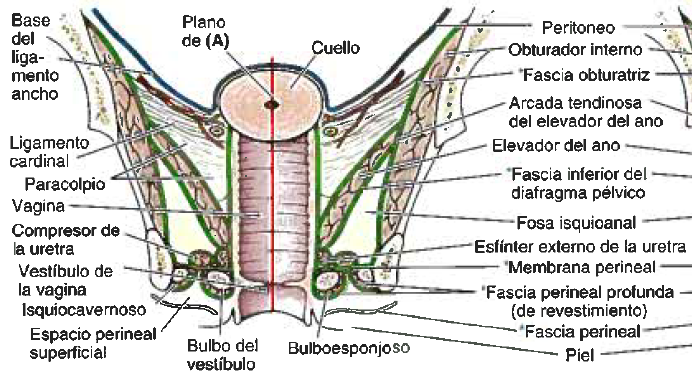 Base
del
liga-
mento
ancho
Ligamento
cardinal
Paracolpio
Vagina
Compresor de
la uretra
Vestíbulo de
la vagina
Isquiocavernoso
Espacio perineal
superficial
Plano
de (A)
Cuello
Bulbo del
vestíbulo
Bulboesponjoso
Peritoneo
Obturador interno
*Fascia obturatriz
Arcada tendinosa
del elevador del ano
Elevador del ano
*Fascia inferior del
diafragma pélvico
Fosa isquioanal
Esfínter externo de la uretra
*Membrana perineal
*Fascia perineal profunda
(de revestimiento)
*Fascia perineal
Piel